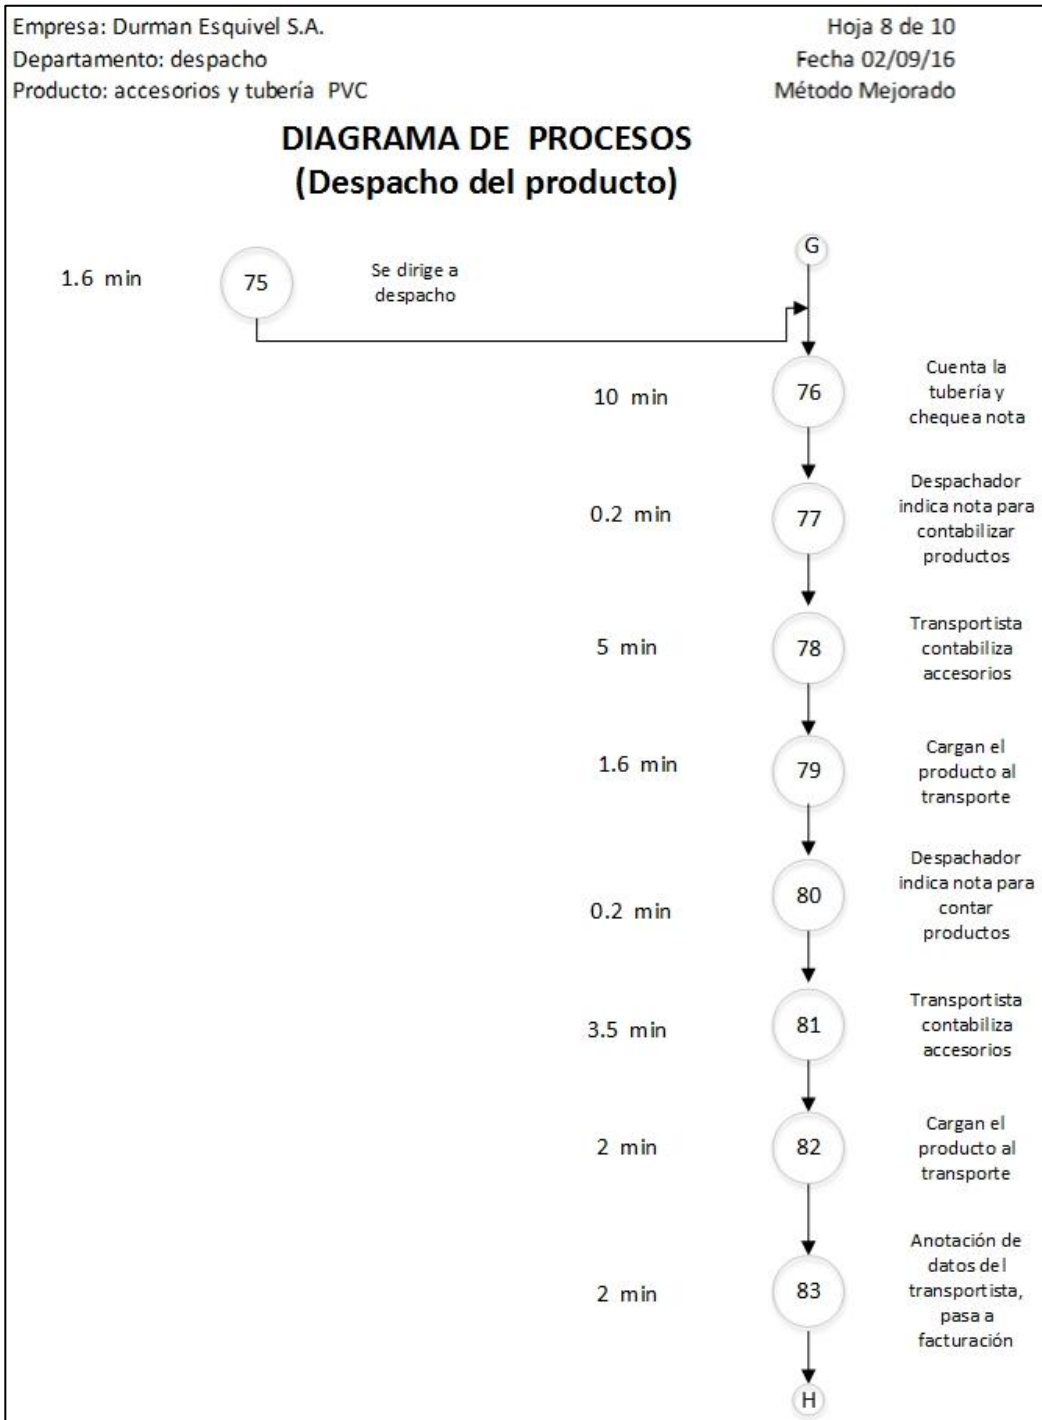 Empresa: Durman Esquivel S.A.
Hoja 8 de 10
Departamento: despacho
Fecha 02/09/16
Producto: accesorios y tubería PVC
Método Mejorado
DIAGRAMA DE PROCESOS
(Despacho del producto)
G
1.6 min
75
Se dirige a
despacho
10 min
76
Cuenta la
tubería y
chequea nota
0.2 min
77
Despachador
indica nota para
contabilizar
productos
5 min
78
Transportista
contabiliza
accesorios
1.6 min
79
Cargan el
producto al
transporte
0.2 min
80
Despachador
indica nota para
contar
productos
3.5 min
81
Transportista
contabiliza
accesorios
2 min
82
Cargan el
producto al
transporte
2 min
83
Anotación de
datos del
transportista,
pasa a
facturación
H